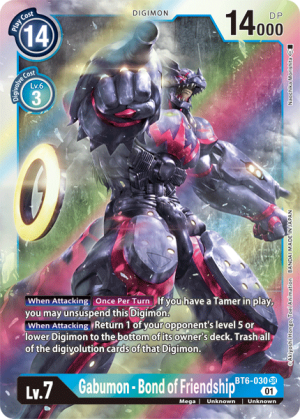 DIGIMON
Play Cost
14
14000
DP
Digivolve Cost
Lv.6
3
When Attacking Once Per Turn If you have a Tamer in play,
you may unsuspend this Digimon.
When Attacking Return 1 of your opponent's level 5 or
lower Digimon to the bottom of its owner's deck. Trash all
of the digivolution cards of that Digimon.
BT6-030 SR
Lv.7
Gabumon - Bond of Friendship
01
Mega | Unknown | Unknown